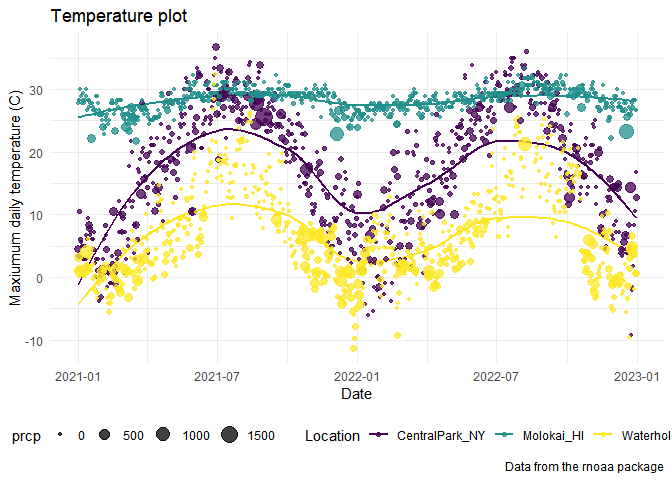 Temperature plot
Maxiumum daily temperature (C)
30
20
10
0
-10
2021-01
2021-07
2022-01
2022-07
2023-01
Date
prcp 0 500 1000 1500 Location CentralPark_NY Molokai_HI Waterhol
Data from the rnoaa package